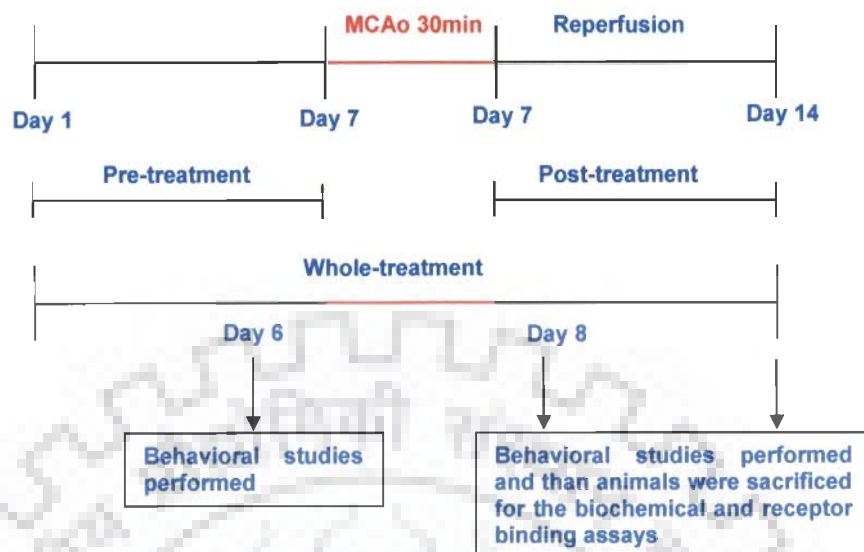 MCAo 30min Reperfusion
Day 1 Day 7 Day 7 Day 14
Pre-treatment Post-treatment
Whole-treatment
Day 6 Day 8
Behavioral studies
performed
Behavioral studies performed
and than animals were sacrificed
for the biochemical and receptor
binding assays